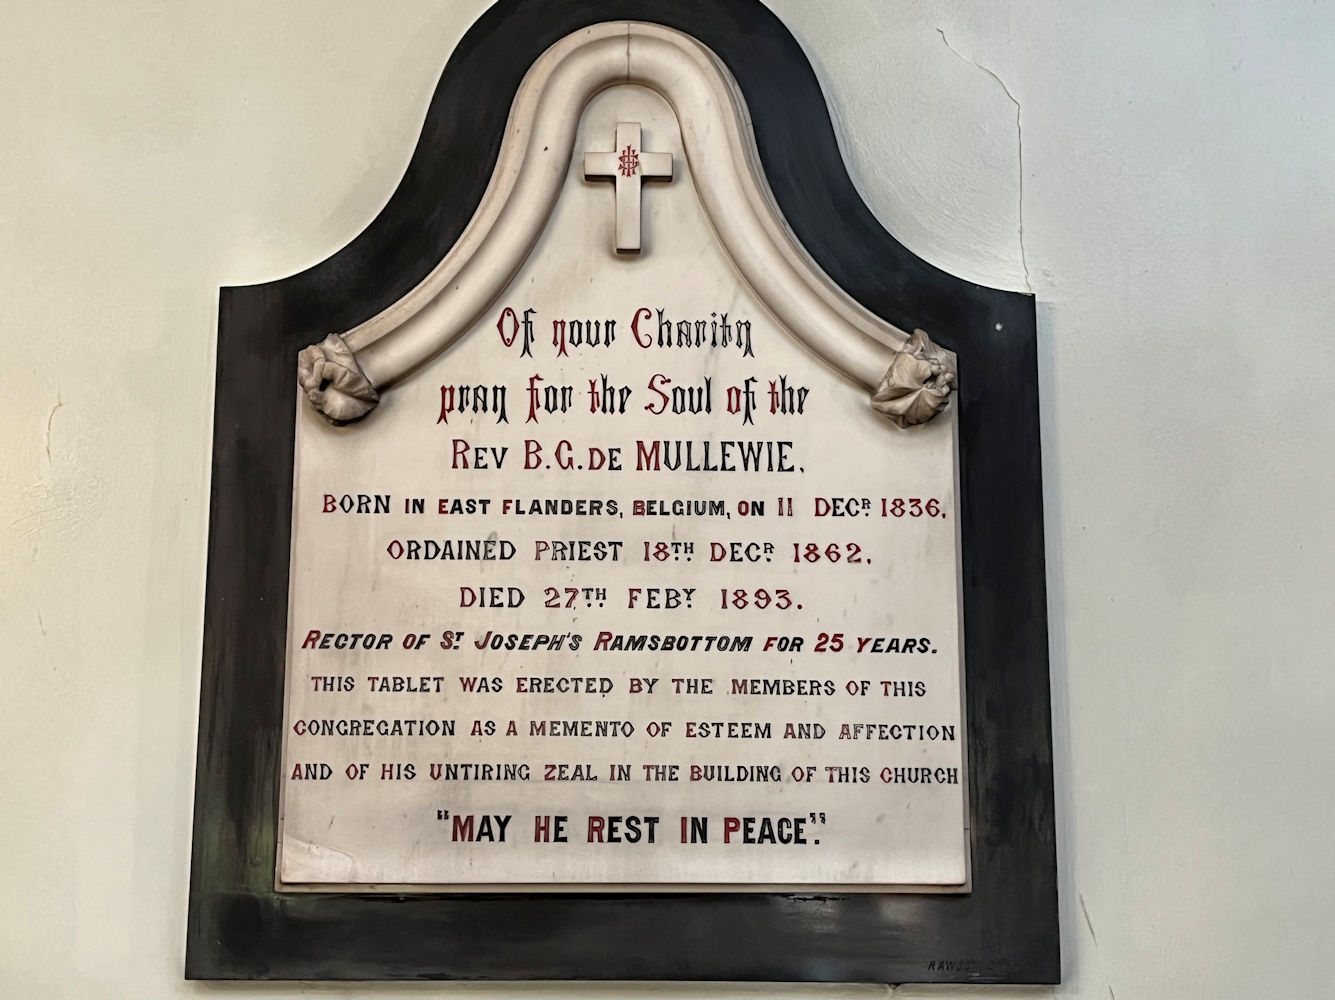 IHS
Of your Charity
pray for the Soul of the
REV B.G. DE MULLEWIE.
BORN IN EAST FLANDERS, BELGIUM, ON 11 DECR. 1836.
ORDAINED PRIEST 18TH DECR. 1862.
DIED 27TH FEBY 1893.
RECTOR OF ST. JOSEPH'S RAMSBOTTOM FOR 25 YEARS.
THIS TABLET WAS ERECTED BY THE MEMBERS OF THIS
CONGREGATION AS A MEMENTO OF ESTEEM AND AFFECTION
AND OF HIS UNTIRING ZEAL IN THE BUILDING OF THIS CHURCH
"MAY HE REST IN PEACE."